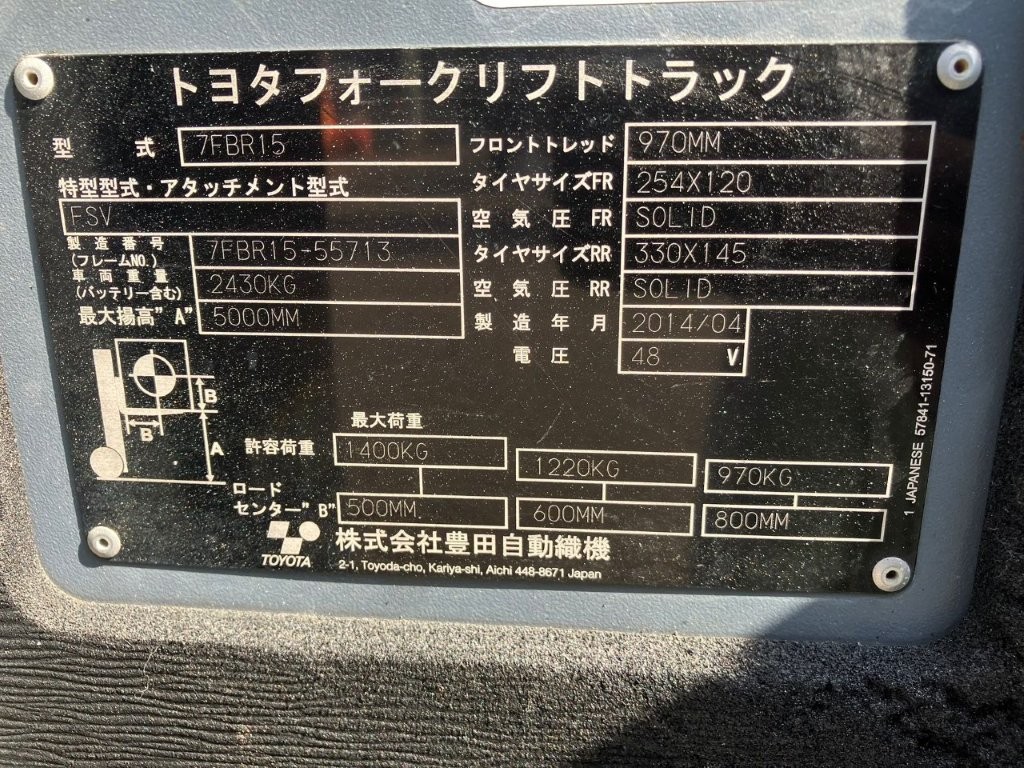 トヨタフォークリフトトラック
型 式 7FBR15
特型型式・アタッチメント型式
FSV
製造番号
(フレームNO.) 7FBR15-55713
車両重量
(バッテリー含む) 2430KG
最大揚高"A" 5000MM
フロントトレッド 970MM
タイヤサイズFR 254X120
空気圧FR SOLID
タイヤサイズRR 330X145
空気圧RR SOLID
製造年月 2014/04
電圧 48 V
B
B
A
最大荷重
許容荷重 1400KG 1220KG 970KG
ロード
センター"B" 500MM 600MM 800MM
TOYOTA 株式会社豊田自動織機
2-1, Toyoda-cho, Kariya-shi, Aichi 448-8671 Japan
1 JAPANESE 57841-13150-71